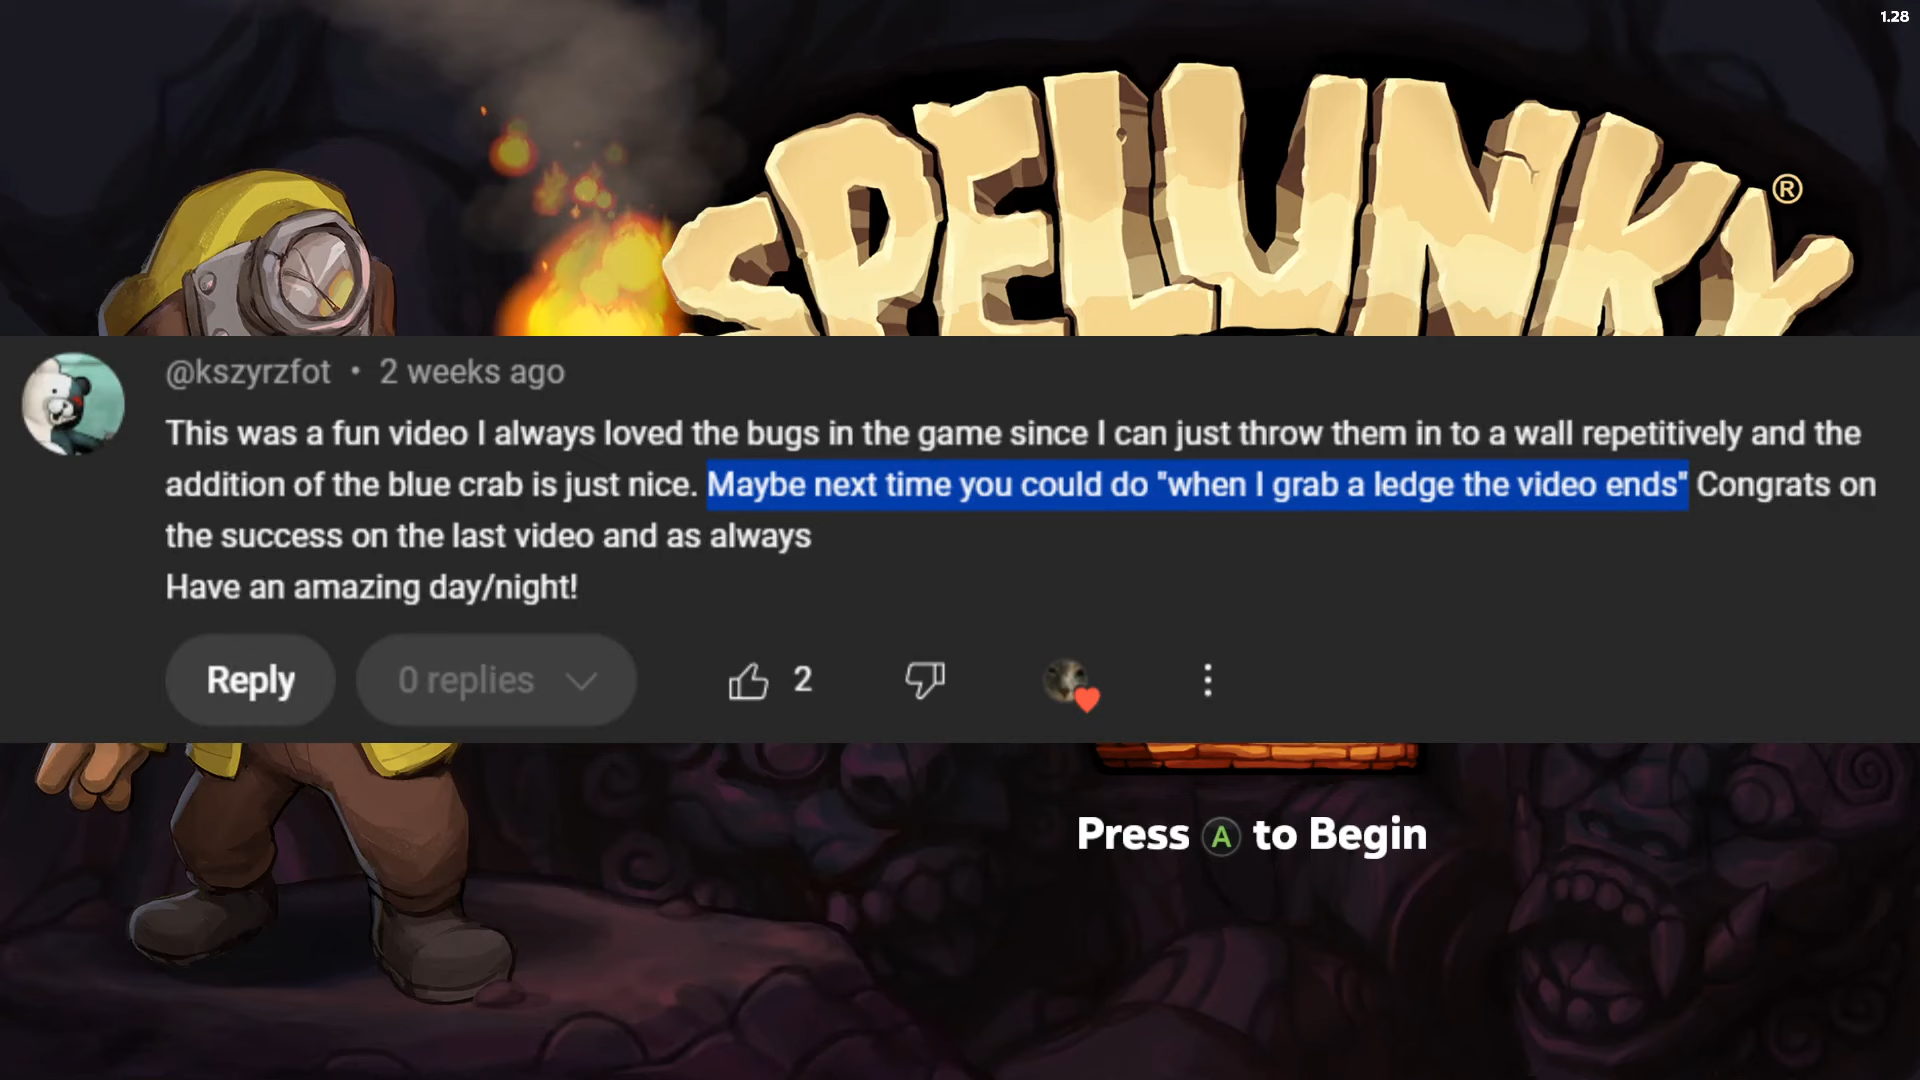 1.28
SPELUNKY®
@kszyrzfot • 2 weeks ago
This was a fun video I always loved the bugs in the game since I can just throw them in to a wall repetitively and the
addition of the blue crab is just nice. Maybe next time you could do "when I grab a ledge the video ends" Congrats on
the success on the last video and as always
Have an amazing day/night!
Reply 0 replies 2
Press A to Begin